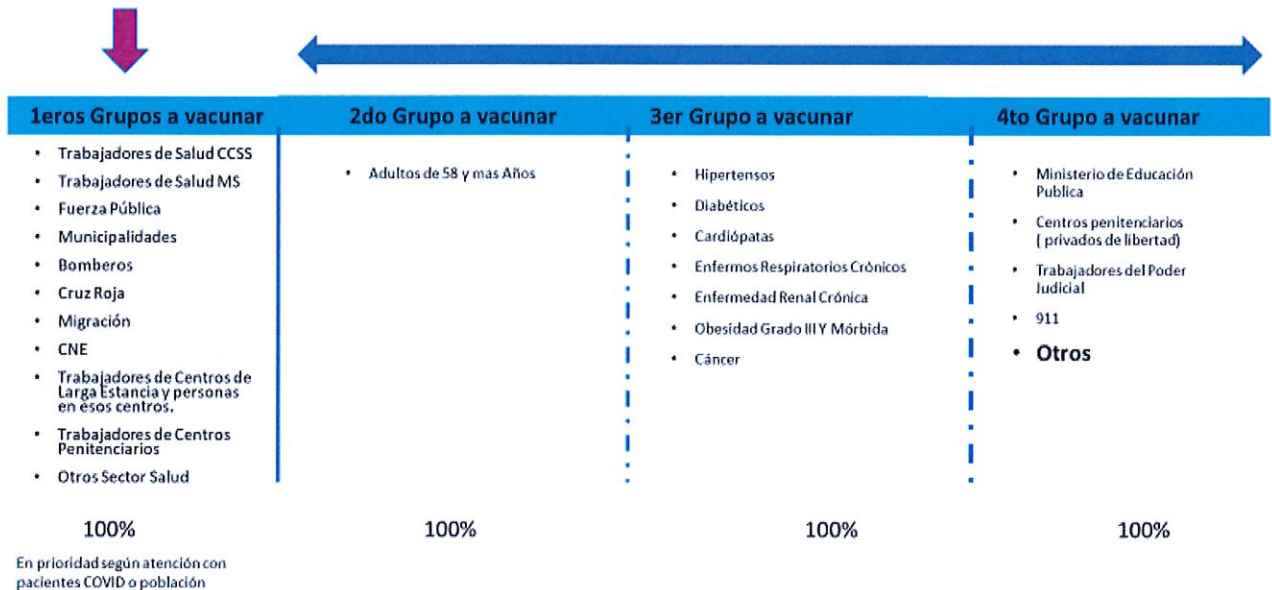 1eros Grupos a vacunar
• Trabajadores de Salud CCSS
• Trabajadores de Salud MS
• Fuerza Pública
• Municipalidades
• Bomberos
• Cruz Roja
• Migración
• CNE
• Trabajadores de Centros de
Larga Estancia y personas
en esos centros.
• Trabajadores de Centros
Penitenciarios
• Otros Sector Salud
100%
En prioridad según atención con
pacientes COVID o población
2do Grupo a vacunar
• Adultos de 58 y mas Años
100%
3er Grupo a vacunar
• Hipertensos
• Diabéticos
• Cardiópatas
• Enfermos Respiratorios Crónicos
• Enfermedad Renal Crónica
• Obesidad Grado III Y Mórbida
• Cáncer
100%
4to Grupo a vacunar
• Ministerio de Educación
Publica
• Centros penitenciarios
( privados de libertad)
• Trabajadores del Poder
Judicial
• 911
• Otros
100%